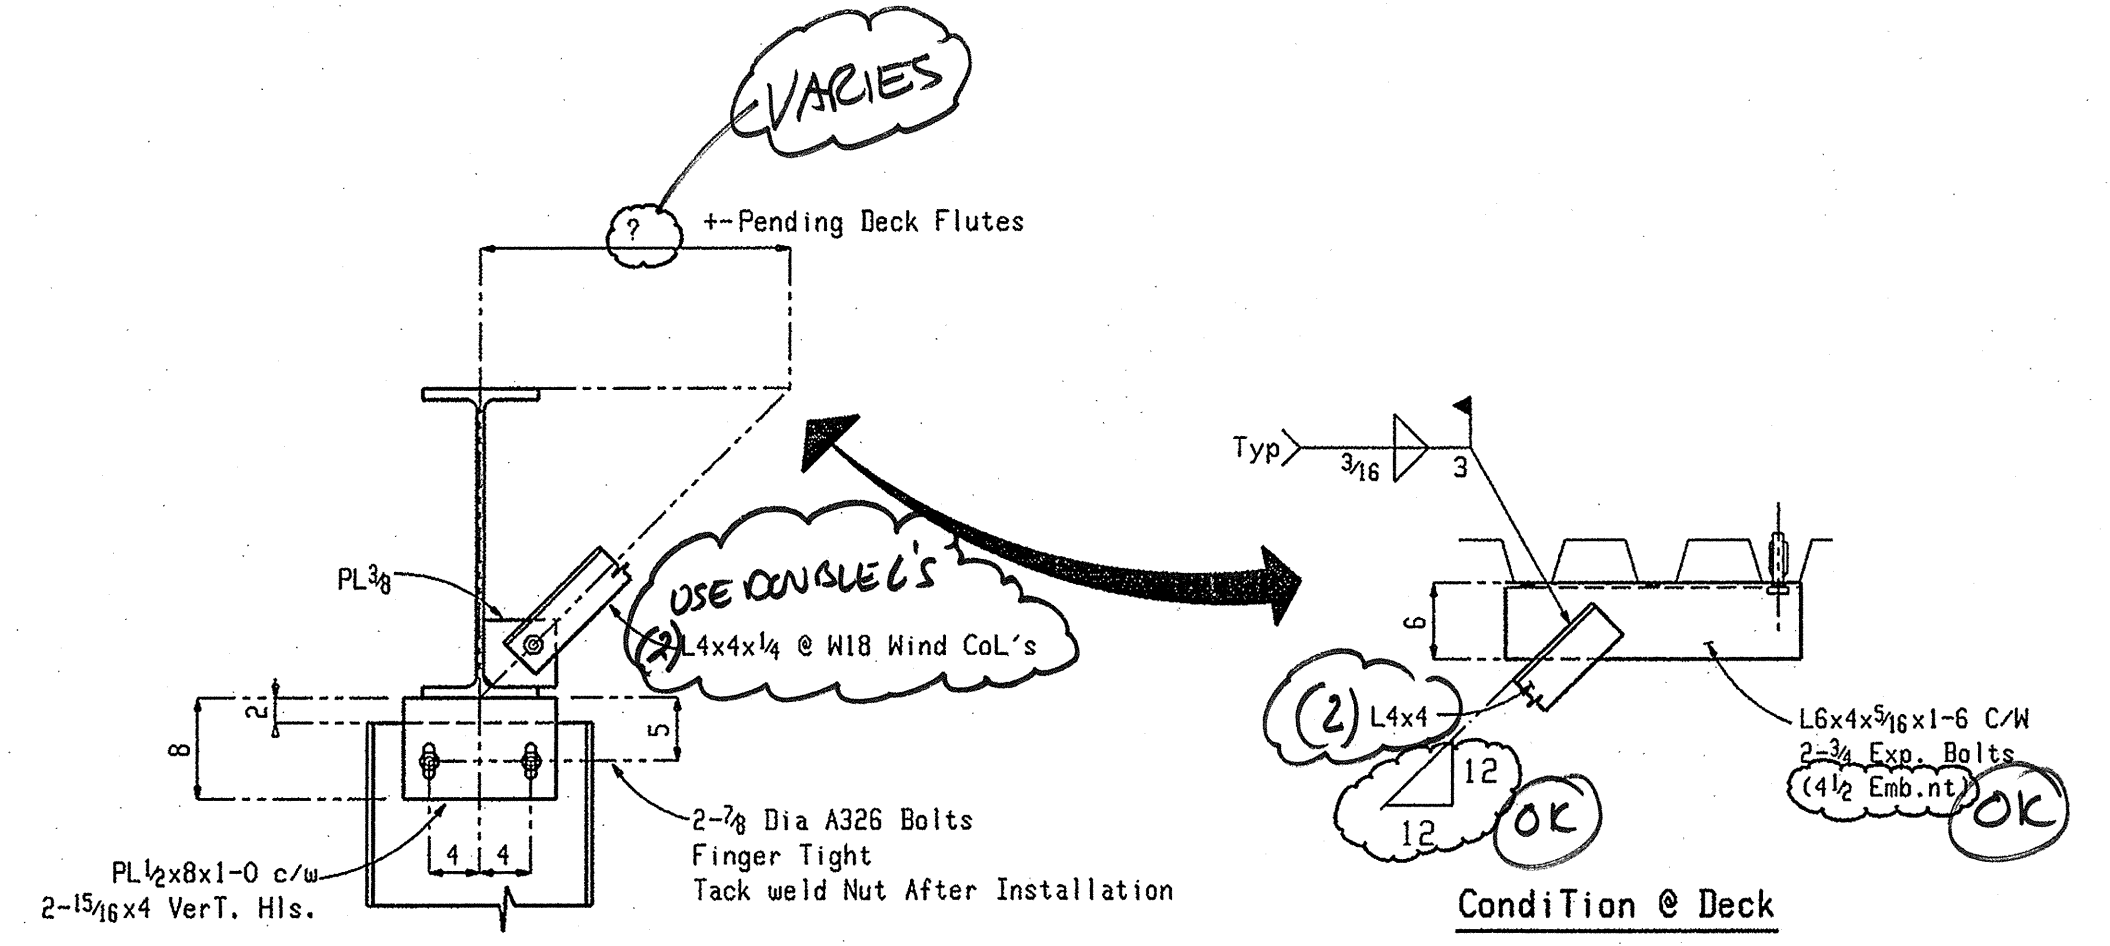 VARIES
?
+-Pending Deck Flutes
Typ
3/16
3
PL3/8
USE DOUBLE L'S
(2) L4x4x1/4 @ W18 Wind CoL's
2
8
5
6
(2) L4x4
12
12
OK
L6x4x5/16x1-6 C/W
2-3/4 Exp. Bolts
(4 1/2 Emb.nt)
OK
2-7/8 Dia A326 Bolts
Finger Tight
Tack weld Nut After Installation
4
4
PL1/2x8x1-0 c/w
2-15/16x4 VerT. Hls.
CondiTion @ Deck